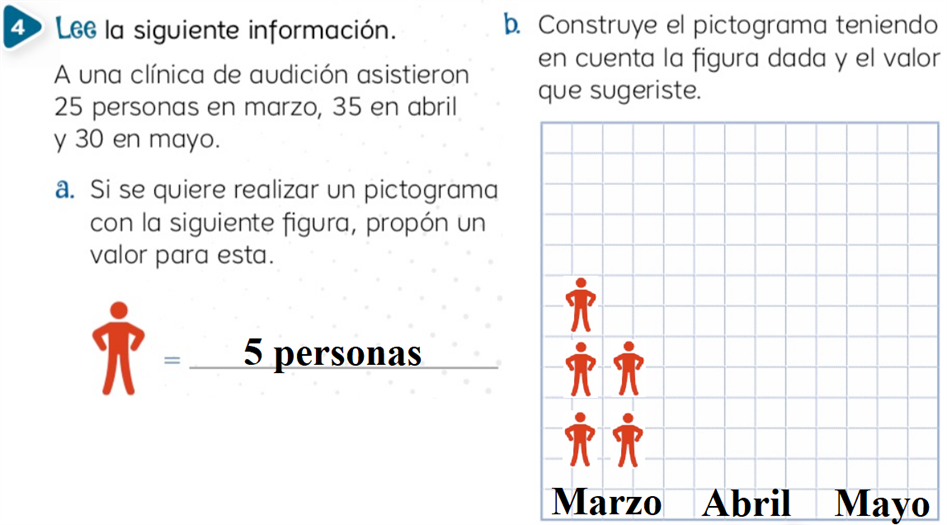 4 Lee la siguiente información.
A una clínica de audición asistieron
25 personas en marzo, 35 en abril
y 30 en mayo.
a. Si se quiere realizar un pictograma
con la siguiente figura, propón un
valor para esta.
= 5 personas
b. Construye el pictograma teniendo
en cuenta la figura dada y el valor
que sugeriste.
Marzo Abril Mayo